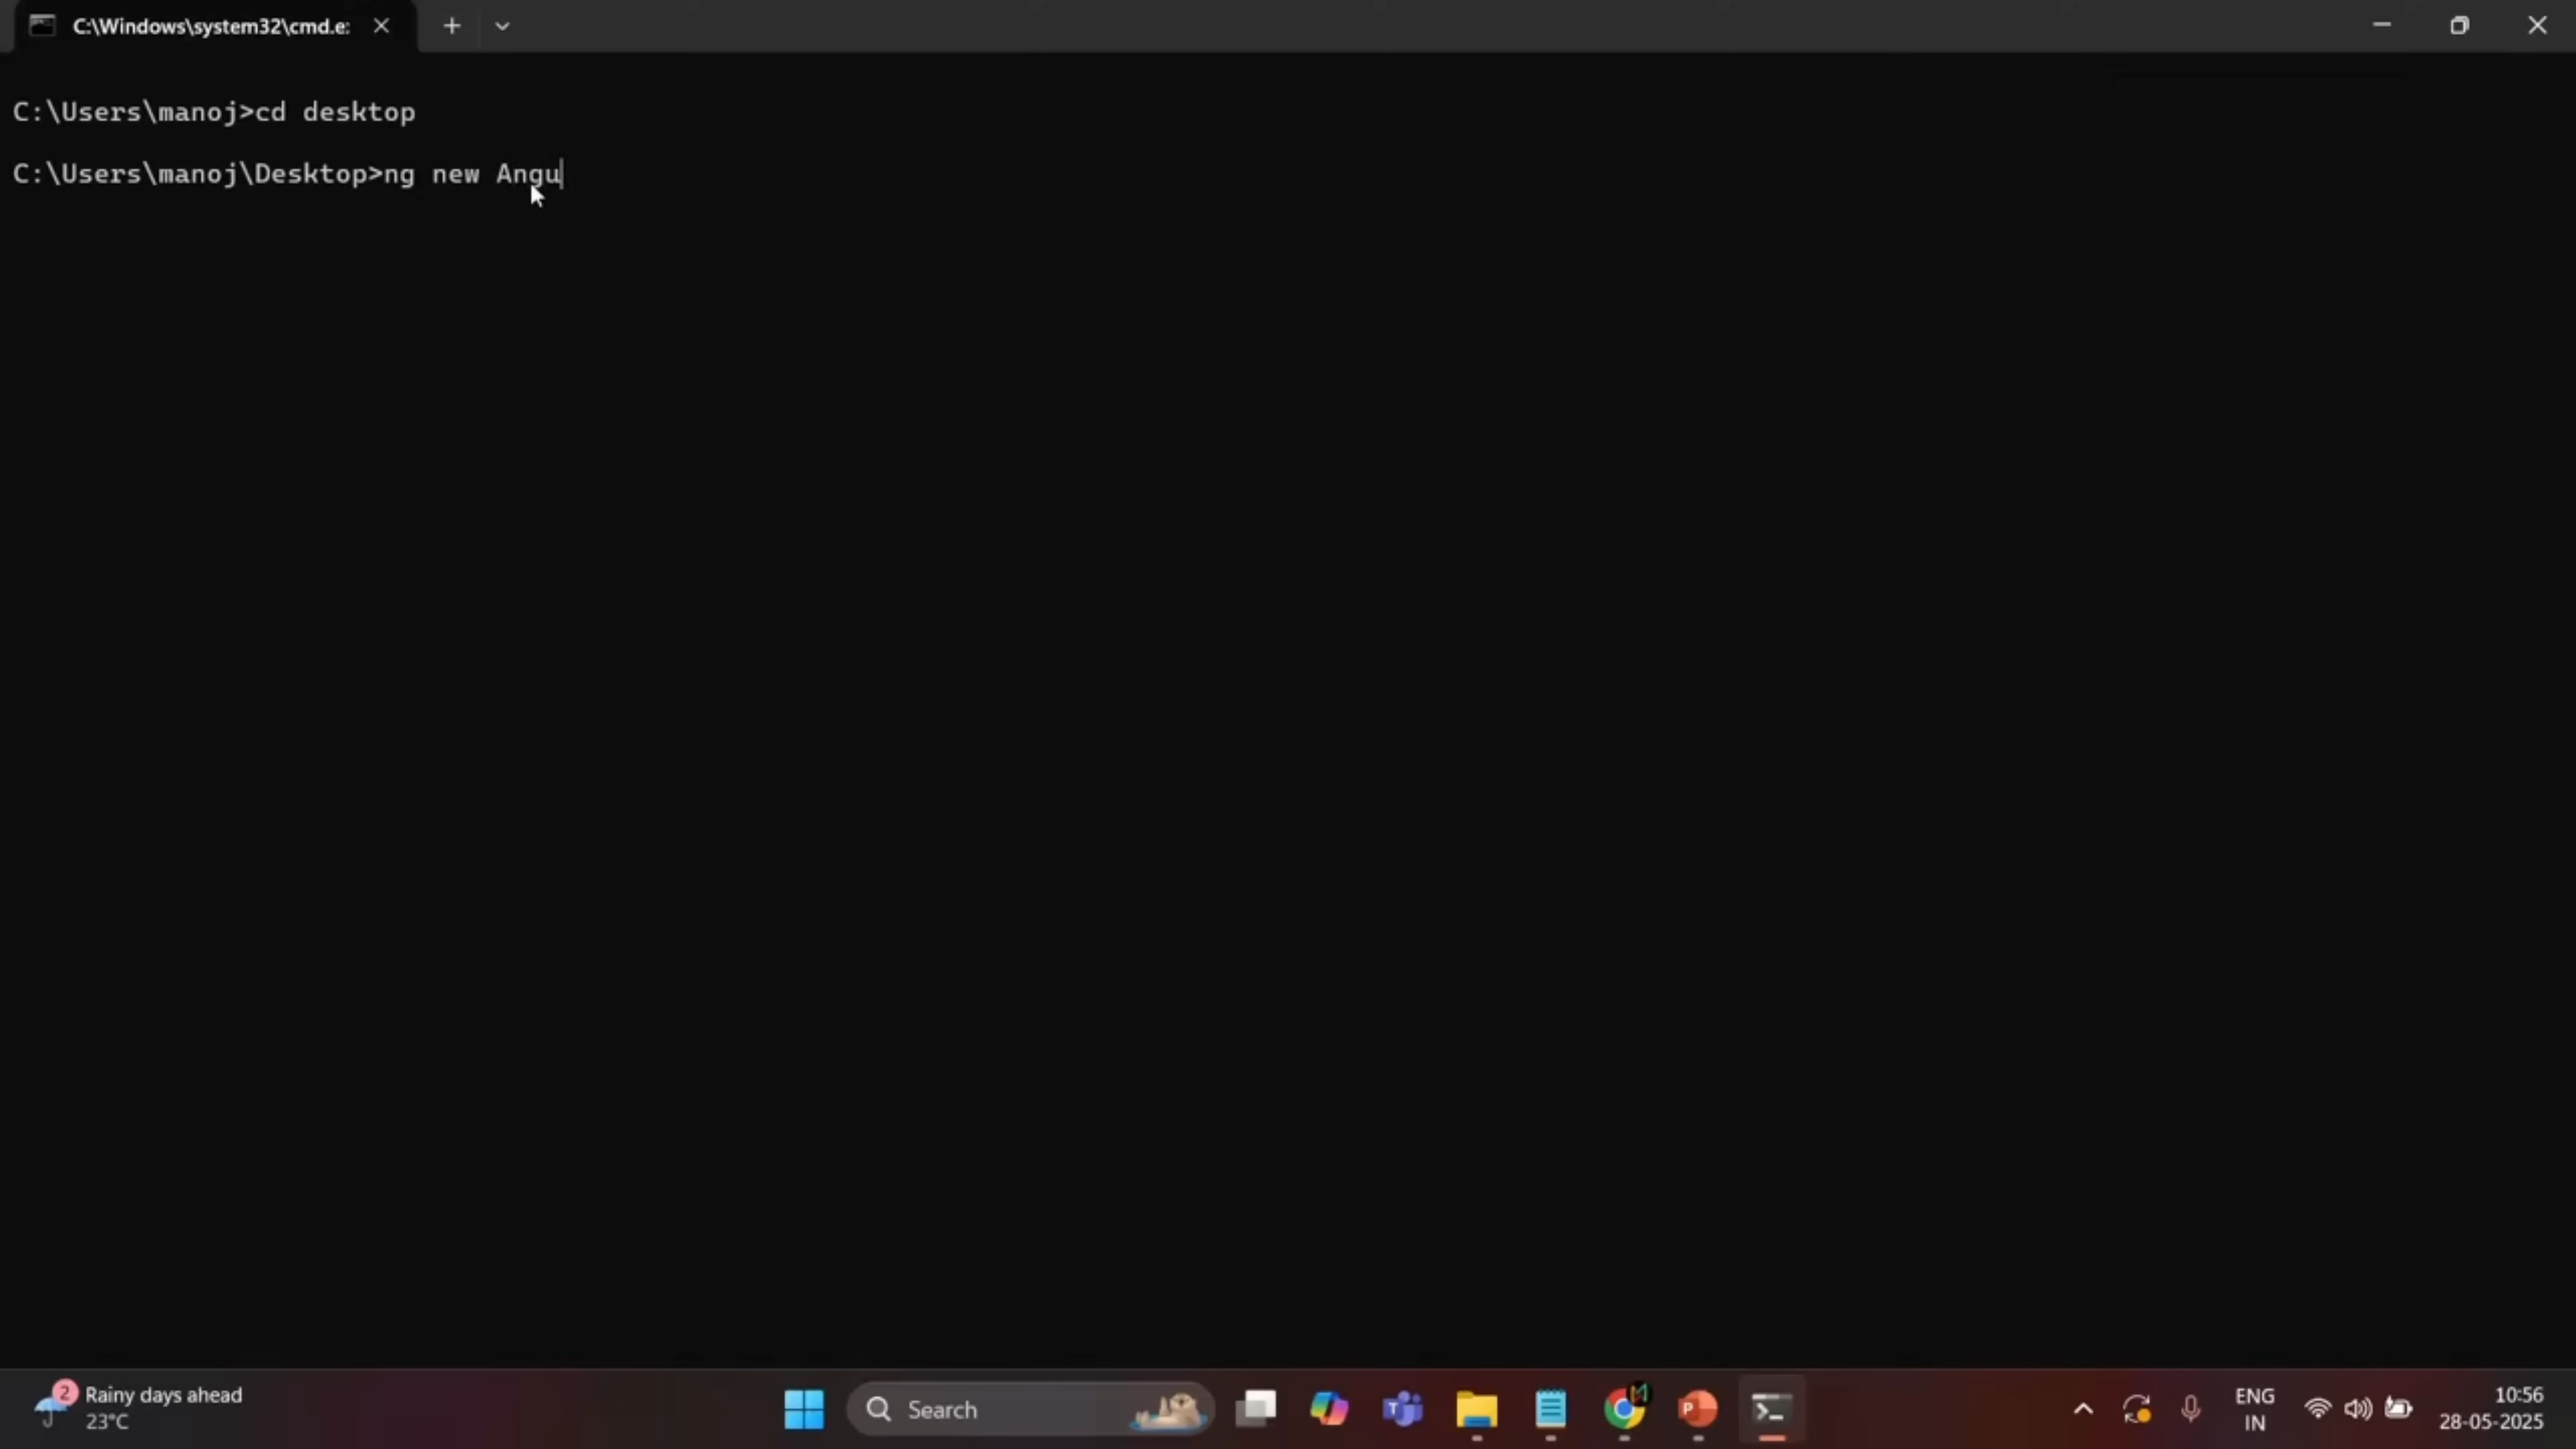 C:\Windows\system32\cmd.e:
C:\Users\manoj>cd desktop
C:\Users\manoj\Desktop>ng new Angu
2
Rainy days ahead
23°C
Search
ENG
IN
10:56
28-05-2025